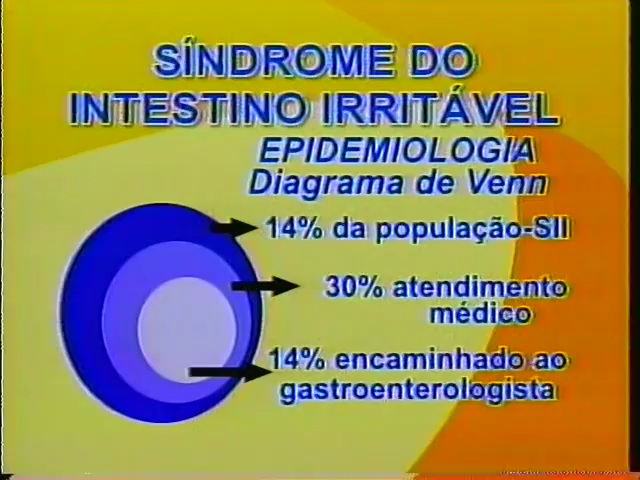 SÍNDROME DO
INTESTINO IRRITÁVEL
EPIDEMIOLOGIA
Diagrama de Venn
14% da população-SII
30% atendimento
médico
14% encaminhado ao
gastroenterologista